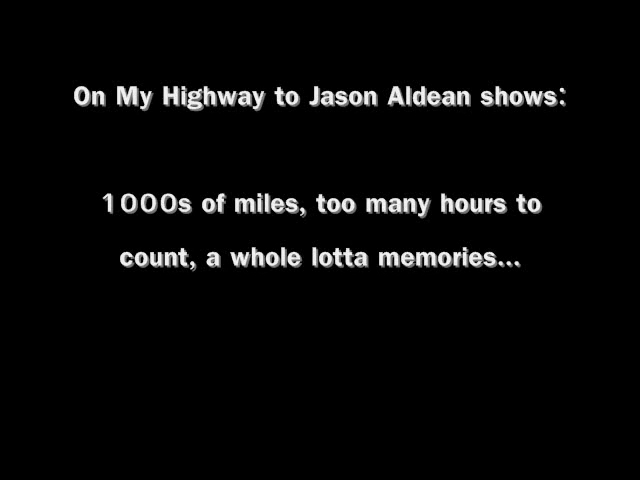 On My Highway to Jason Aldean shows:
1000s of miles, too many hours to
count, a whole lotta memories...